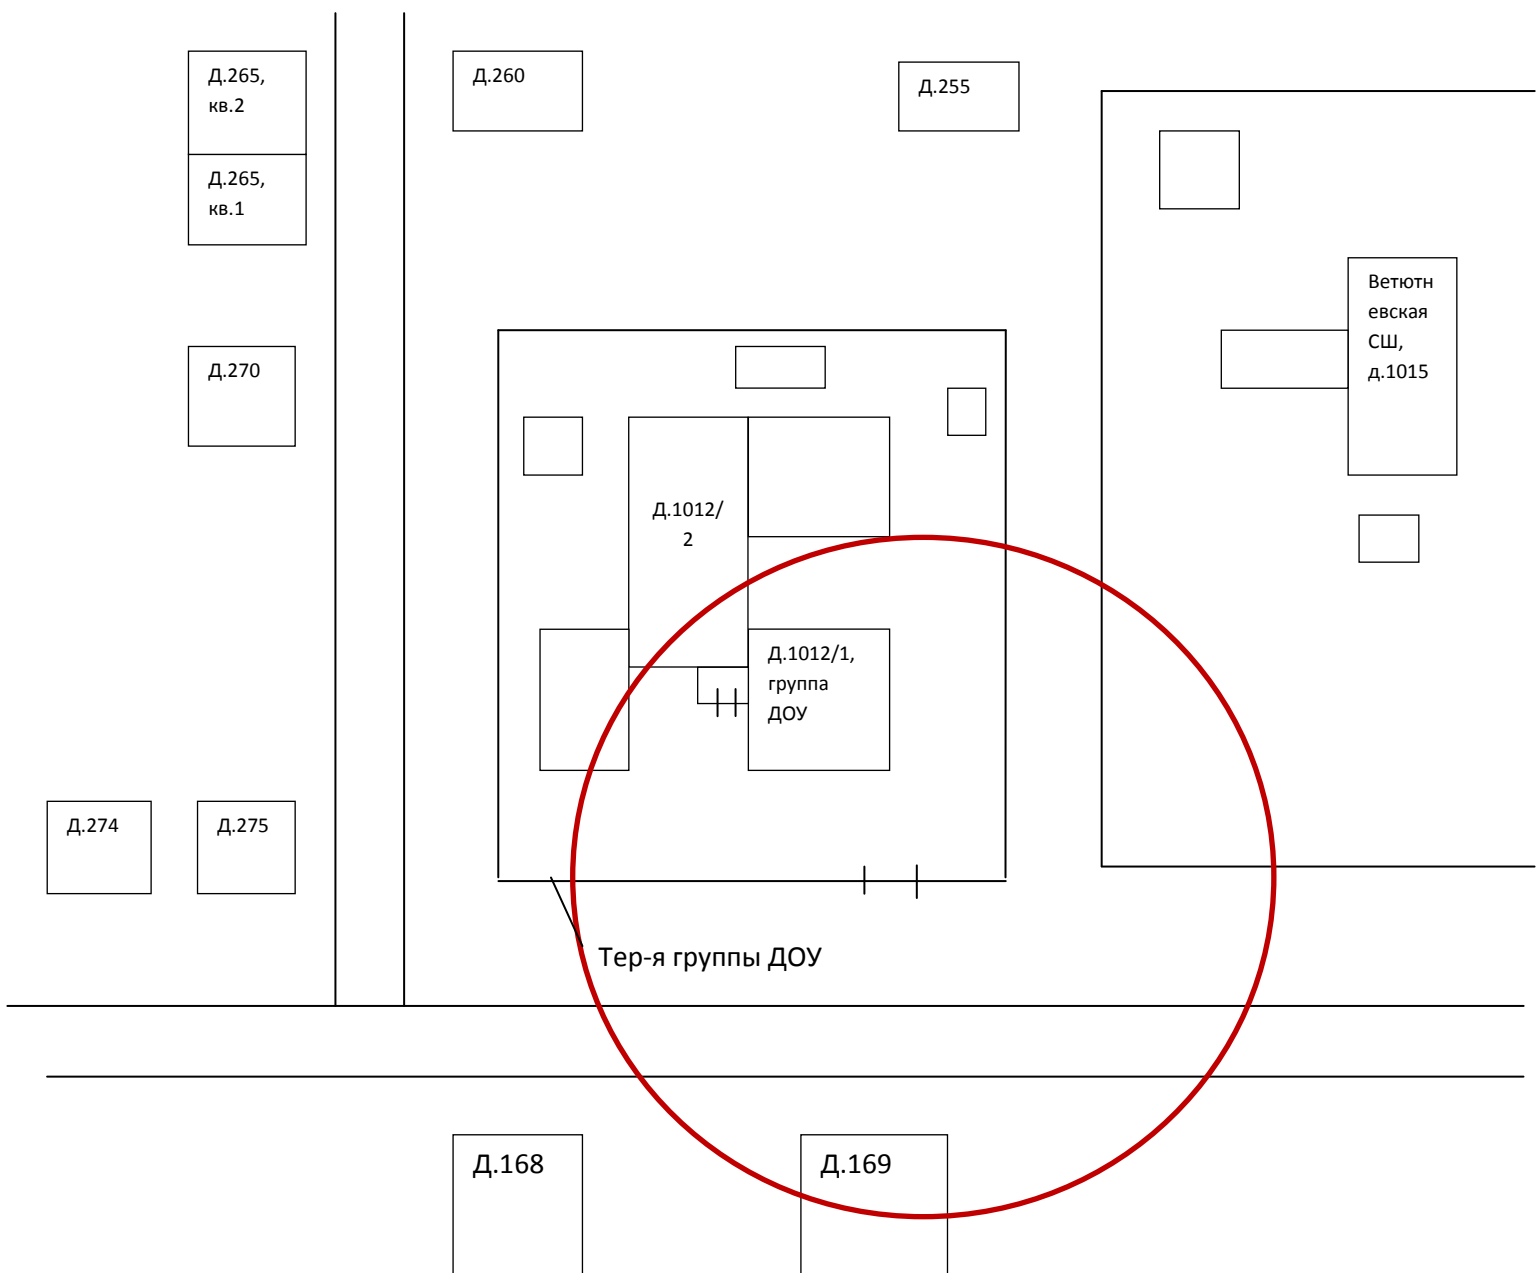 Д.265,
кв.2
Д.260
Д.255
Д.265,
кв.1
Ветютн
евская
СШ,
д.1015
Д.270
Д.1012/
2
Д.1012/1,
группа
ДОУ
Д.274
Д.275
Тер-я группы ДОУ
Д.168
Д.169